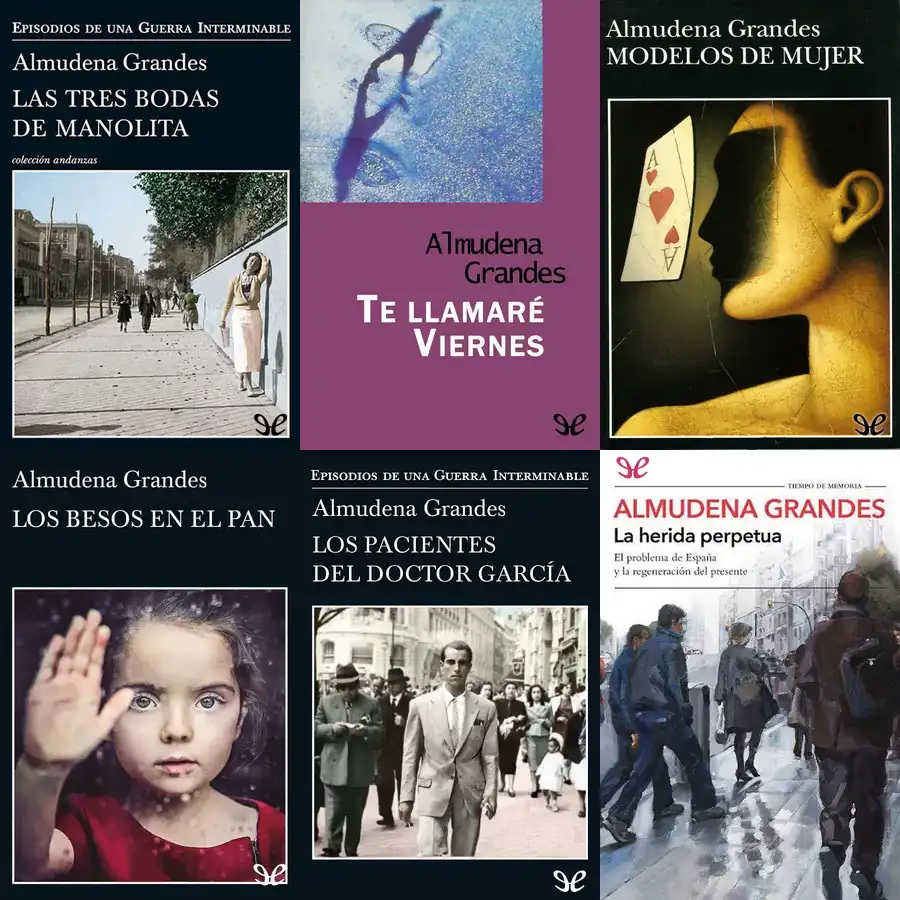 EPISODIOS DE UNA GUERRA INTERMINABLE
Almudena Grandes
LAS TRES BODAS
DE MANOLITA
colección andanzas
Almudena
Grandes
TE LLAMARÉ
VIERNES
Almudena Grandes
MODELOS DE MUJER
A
A
Almudena Grandes
LOS BESOS EN EL PAN
EPISODIOS DE UNA GUERRA INTERMINABLE
Almudena Grandes
LOS PACIENTES
DEL DOCTOR GARCÍA
TIEMPO DE MEMORIA
ALMUDENA GRANDES
La herida perpetua
El problema de España
y la regeneración del presente